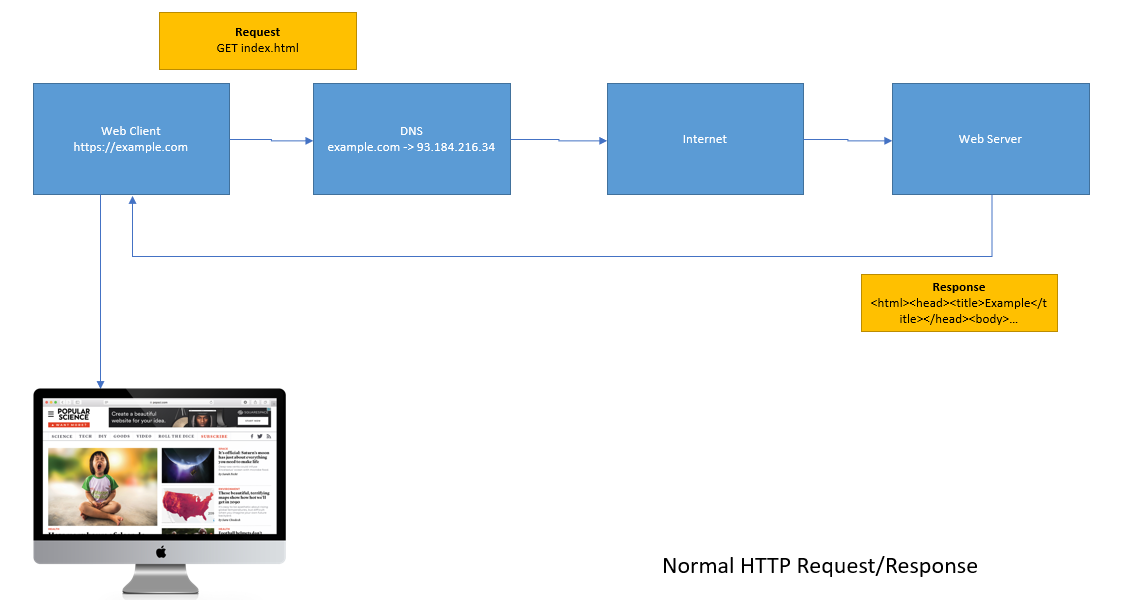 Request
GET index.html
Web Client
https://example.com
DNS
example.com -> 93.184.216.34
Internet
Web Server
Response
<html><head><title>Example</t
itle></head><body>...
POPULAR
SCIENCE
Create a beautiful
website for your idea.
SCIENCE TECH DIY GOODS VIDEO ROLL THE DICE SUBSCRIBE
It's official: Saturn's moon
has just about everything
you need to make life
These beautiful, terrifying
maps show how hot we'll
get in 2090
Normal HTTP Request/Response